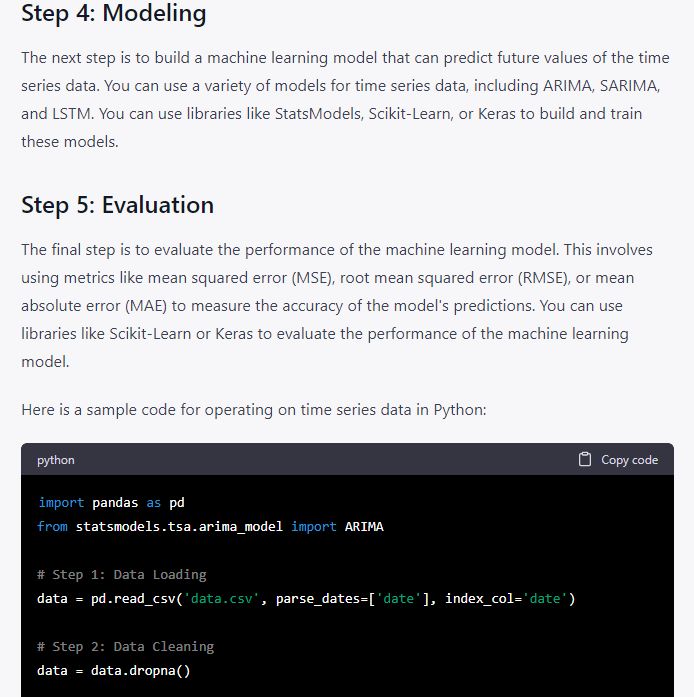 Step 4: Modeling
The next step is to build a machine learning model that can predict future values of the time
series data. You can use a variety of models for time series data, including ARIMA, SARIMA,
and LSTM. You can use libraries like StatsModels, Scikit-Learn, or Keras to build and train
these models.
Step 5: Evaluation
The final step is to evaluate the performance of the machine learning model. This involves
using metrics like mean squared error (MSE), root mean squared error (RMSE), or mean
absolute error (MAE) to measure the accuracy of the model's predictions. You can use
libraries like Scikit-Learn or Keras to evaluate the performance of the machine learning
model.
Here is a sample code for operating on time series data in Python:
python Copy code
import pandas as pd
from statsmodels.tsa.arima_model import ARIMA
# Step 1: Data Loading
data = pd.read_csv('data.csv', parse_dates=['date'], index_col='date')
# Step 2: Data Cleaning
data = data.dropna()